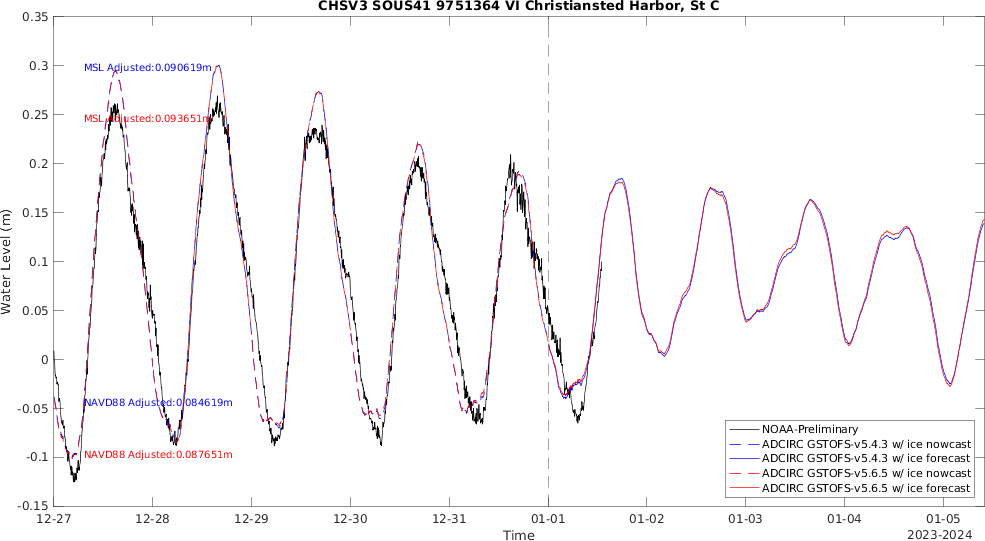 CHSV3 SOUS41 9751364 VI Christiansted Harbor, St C
0.35
0.3
0.25
0.2
0.15
0.1
0.05
0
-0.05
-0.1
-0.15
Water Level (m)
MSL Adjusted:0.090619m
MSL Adjusted:0.093651m
NAVD88 Adjusted:0.084619m
NAVD88 Adjusted:0.087651m
NOAA-Preliminary
ADCIRC GSTOFS-v5.4.3 w/ ice nowcast
ADCIRC GSTOFS-v5.4.3 w/ ice forecast
ADCIRC GSTOFS-v5.6.5 w/ ice nowcast
ADCIRC GSTOFS-v5.6.5 w/ ice forecast
12-27 12-28 12-29 12-30 12-31 01-01 01-02 01-03 01-04 01-05
Time
2023-2024